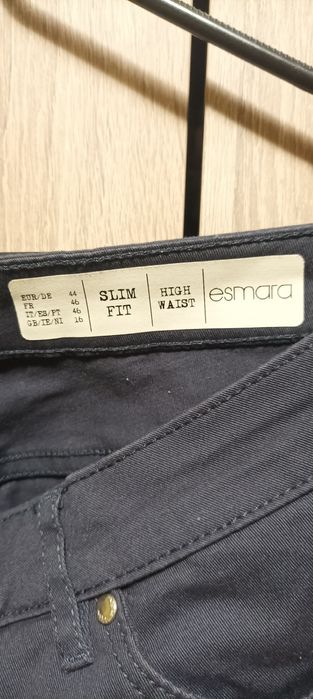 EUR/DE 44
FR 46
IT/ES/PT 46
GB/IE/NI 16
SLIM
FIT
HIGH
WAIST
esmara